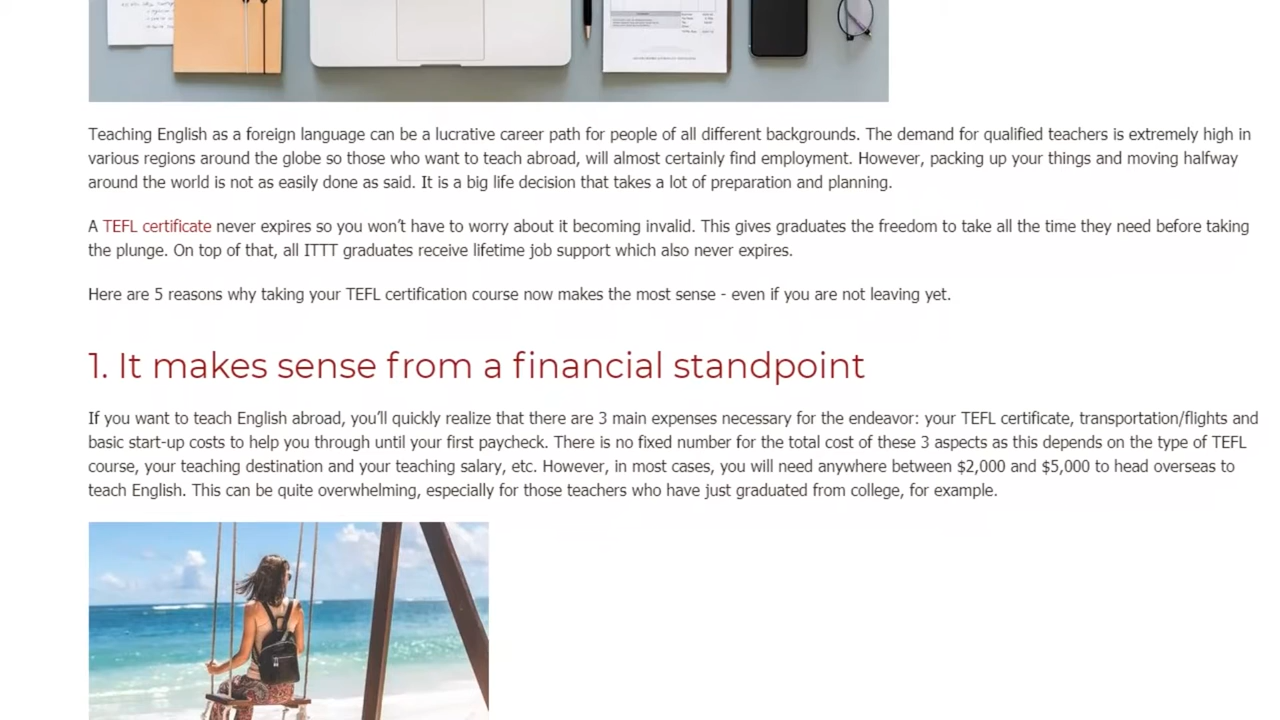 Teaching English as a foreign language can be a lucrative career path for people of all different backgrounds. The demand for qualified teachers is extremely high in
various regions around the globe so those who want to teach abroad, will almost certainly find employment. However, packing up your things and moving halfway
around the world is not as easily done as said. It is a big life decision that takes a lot of preparation and planning.
A TEFL certificate never expires so you won’t have to worry about it becoming invalid. This gives graduates the freedom to take all the time they need before taking
the plunge. On top of that, all ITTT graduates receive lifetime job support which also never expires.
Here are 5 reasons why taking your TEFL certification course now makes the most sense - even if you are not leaving yet.
1. It makes sense from a financial standpoint
If you want to teach English abroad, you’ll quickly realize that there are 3 main expenses necessary for the endeavor: your TEFL certificate, transportation/flights and
basic start-up costs to help you through until your first paycheck. There is no fixed number for the total cost of these 3 aspects as this depends on the type of TEFL
course, your teaching destination and your teaching salary, etc. However, in most cases, you will need anywhere between $2,000 and $5,000 to head overseas to
teach English. This can be quite overwhelming, especially for those teachers who have just graduated from college, for example.